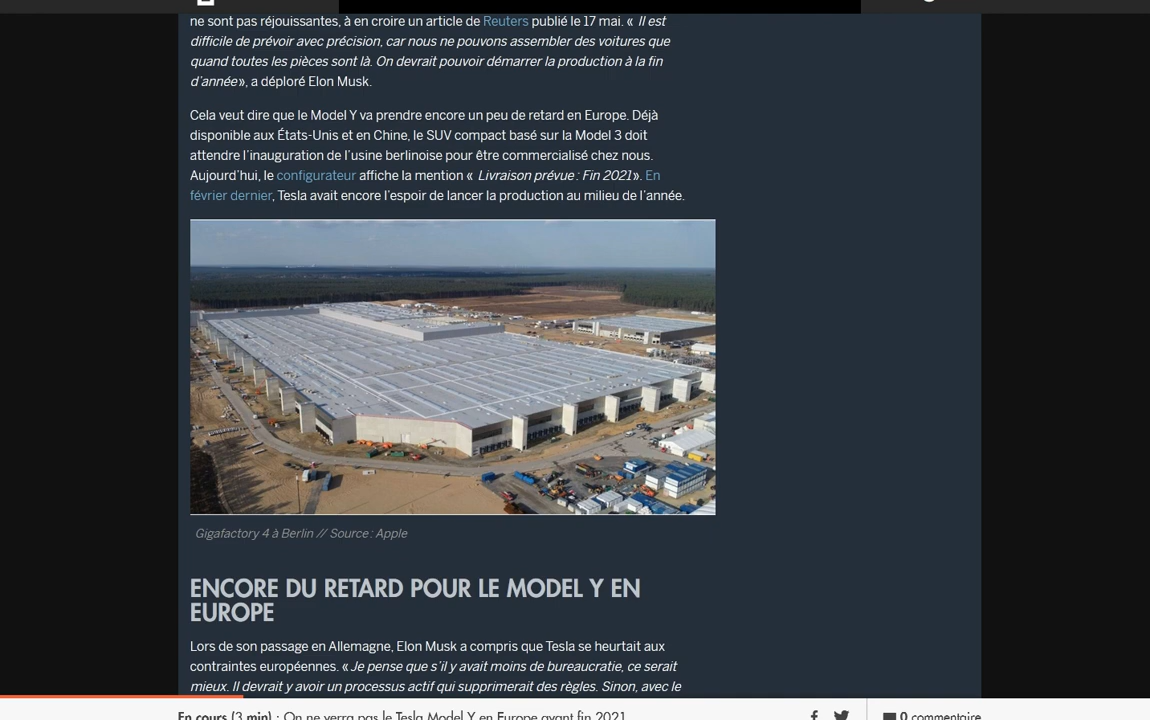 ne sont pas réjouissantes, à en croire un article de Reuters publié le 17 mai. « Il est
difficile de prévoir avec précision, car nous ne pouvons assembler des voitures que
quand toutes les pièces sont là. On devrait pouvoir démarrer la production à la fin
d’année », a déploré Elon Musk.
Cela veut dire que le Model Y va prendre encore un peu de retard en Europe. Déjà
disponible aux États-Unis et en Chine, le SUV compact basé sur la Model 3 doit
attendre l’inauguration de l’usine berlinoise pour être commercialisé chez nous.
Aujourd’hui, le configurateur affiche la mention « Livraison prévue : Fin 2021 ». En
février dernier, Tesla avait encore l’espoir de lancer la production au milieu de l’année.
Gigafactory 4 à Berlin // Source : Apple
ENCORE DU RETARD POUR LE MODEL Y EN
EUROPE
Lors de son passage en Allemagne, Elon Musk a compris que Tesla se heurtait aux
contraintes européennes. « Je pense que s’il y avait moins de bureaucratie, ce serait
mieux. Il devrait y avoir un processus actif qui supprimerait des règles. Sinon, avec le
En cours (3 min) : On ne verra pas le Tesla Model Y en Europe avant fin 2021
0 commentaire